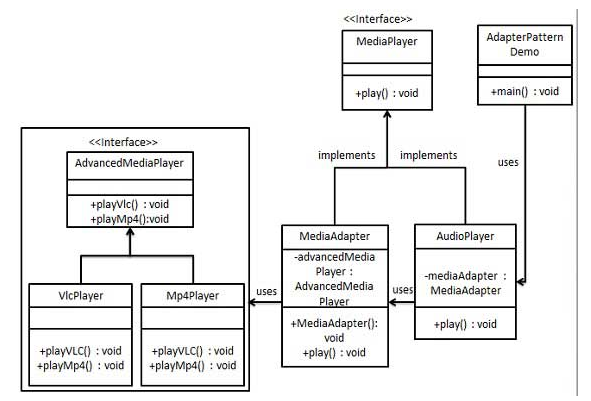 <<Interface>>
MediaPlayer
+play() : void
AdapterPattern
Demo
+main() : void
implements
implements
uses
<<Interface>>
AdvancedMediaPlayer
+playVlc() : void
+playMp4():void
MediaAdapter
-advancedMedia
Player :
AdvancedMedia
Player
+MediaAdapter():
void
+play() : void
AudioPlayer
-mediaAdapter :
MediaAdapter
+play() : void
uses
uses
VlcPlayer
+playVLC() : void
+playMp4() : void
Mp4Player
+playVLC() : void
+playMp4() : void